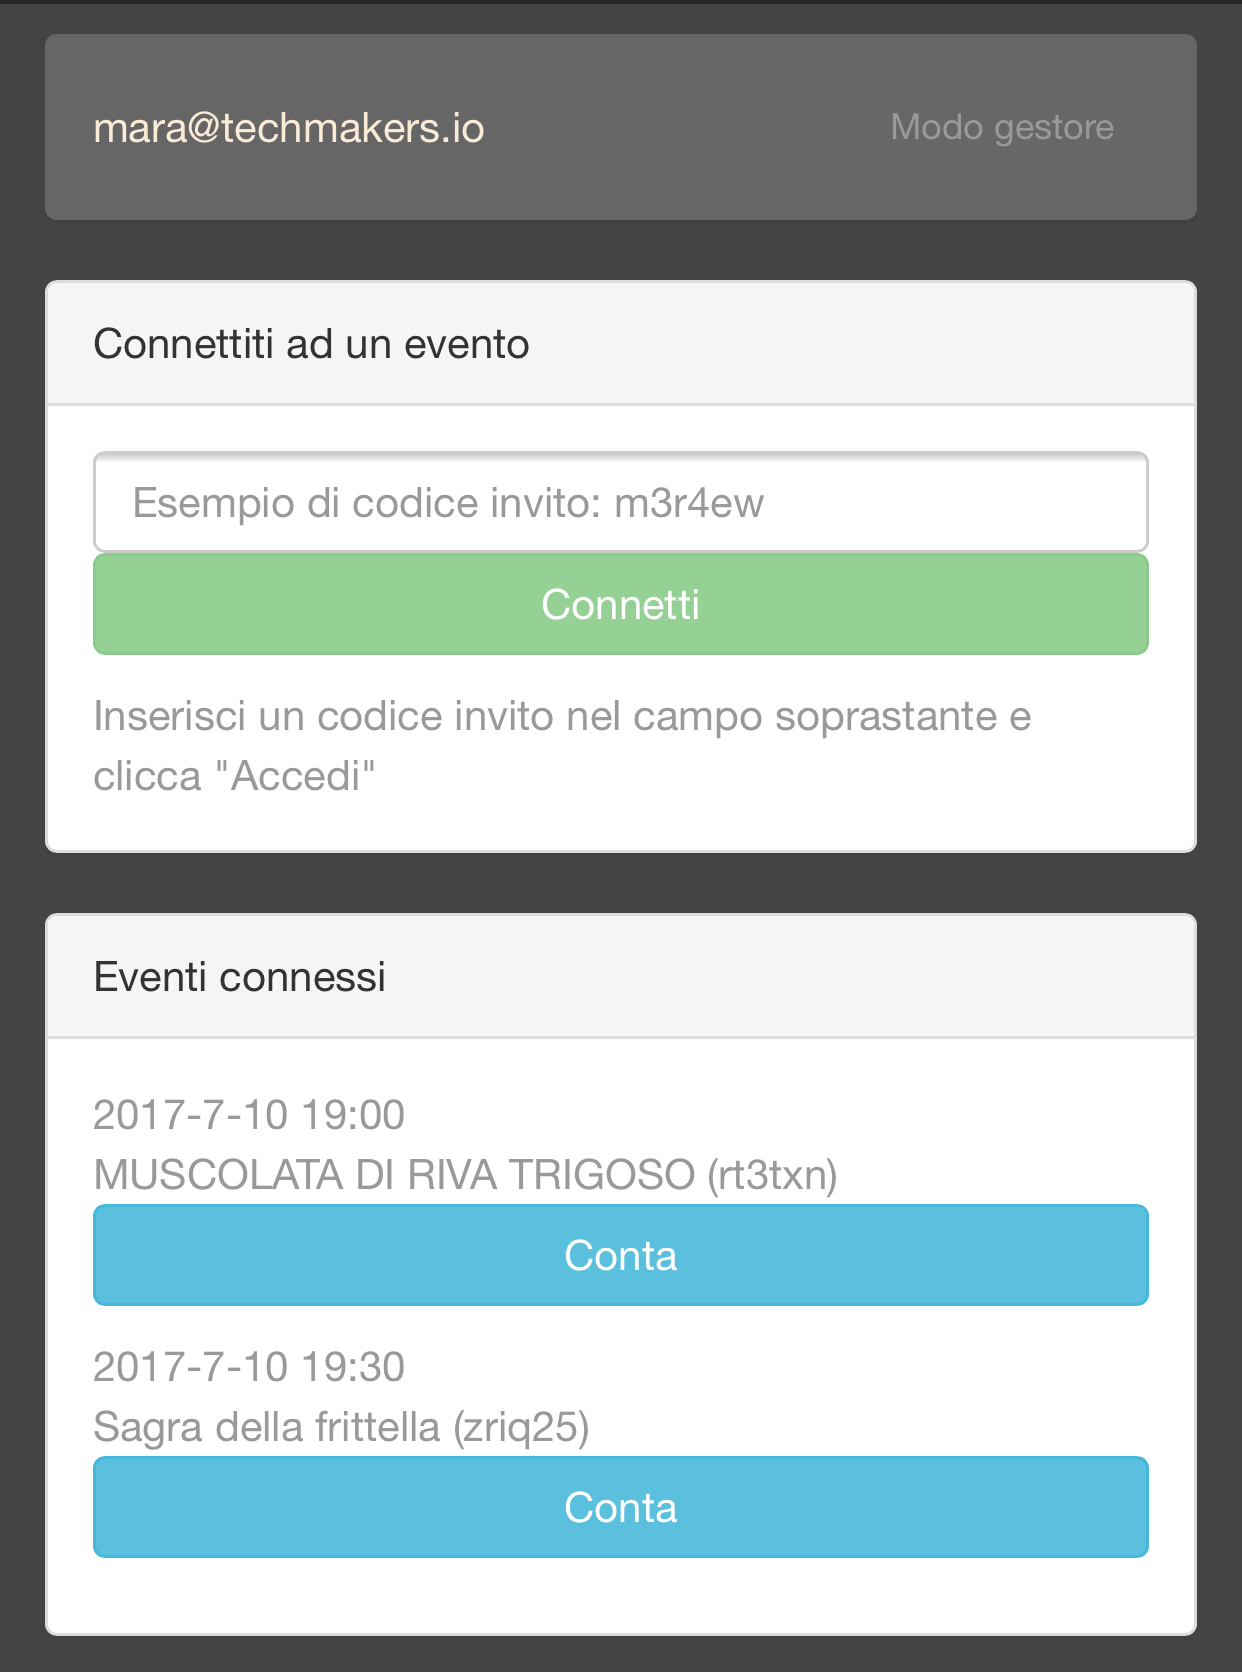 mara@techmakers.io
Modo gestore
Connettiti ad un evento
Esempio di codice invito: m3r4ew
Connetti
Inserisci un codice invito nel campo soprastante e
clicca "Accedi"
Eventi connessi
2017-7-10 19:00
MUSCOLATA DI RIVA TRIGOSO (rt3txn)
Conta
2017-7-10 19:30
Sagra della frittella (zriq25)
Conta